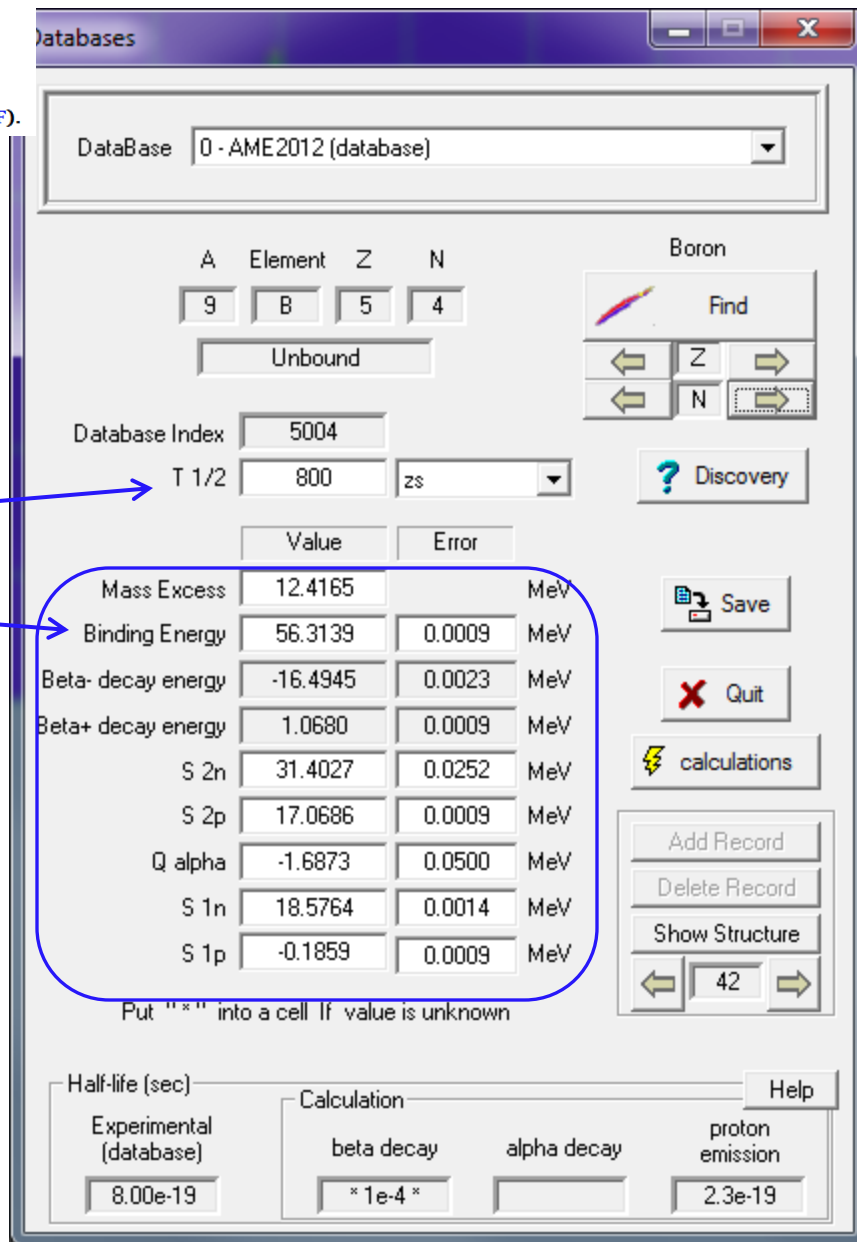 Databases
F).
DataBase 0 - AME2012 (database)
A Element Z N
9 B 5 4
Unbound
Boron
Find
Z
N
Database Index 5004
T 1/2 800 zs
? Discovery
Value Error
Mass Excess 12.4165 MeV
Save
Binding Energy 56.3139 0.0009 MeV
Beta- decay energy -16.4945 0.0023 MeV
Quit
Beta+ decay energy 1.0680 0.0009 MeV
S 2n 31.4027 0.0252 MeV
calculations
S 2p 17.0686 0.0009 MeV
Add Record
Q alpha -1.6873 0.0500 MeV
Delete Record
S 1n 18.5764 0.0014 MeV
Show Structure
S 1p -0.1859 0.0009 MeV
42
Put "*" into a cell If value is unknown
Half-life (sec)
Help
Calculation
Experimental
(database)
beta decay
alpha decay
proton
emission
8.00e-19
* 1e-4 *
2.3e-19